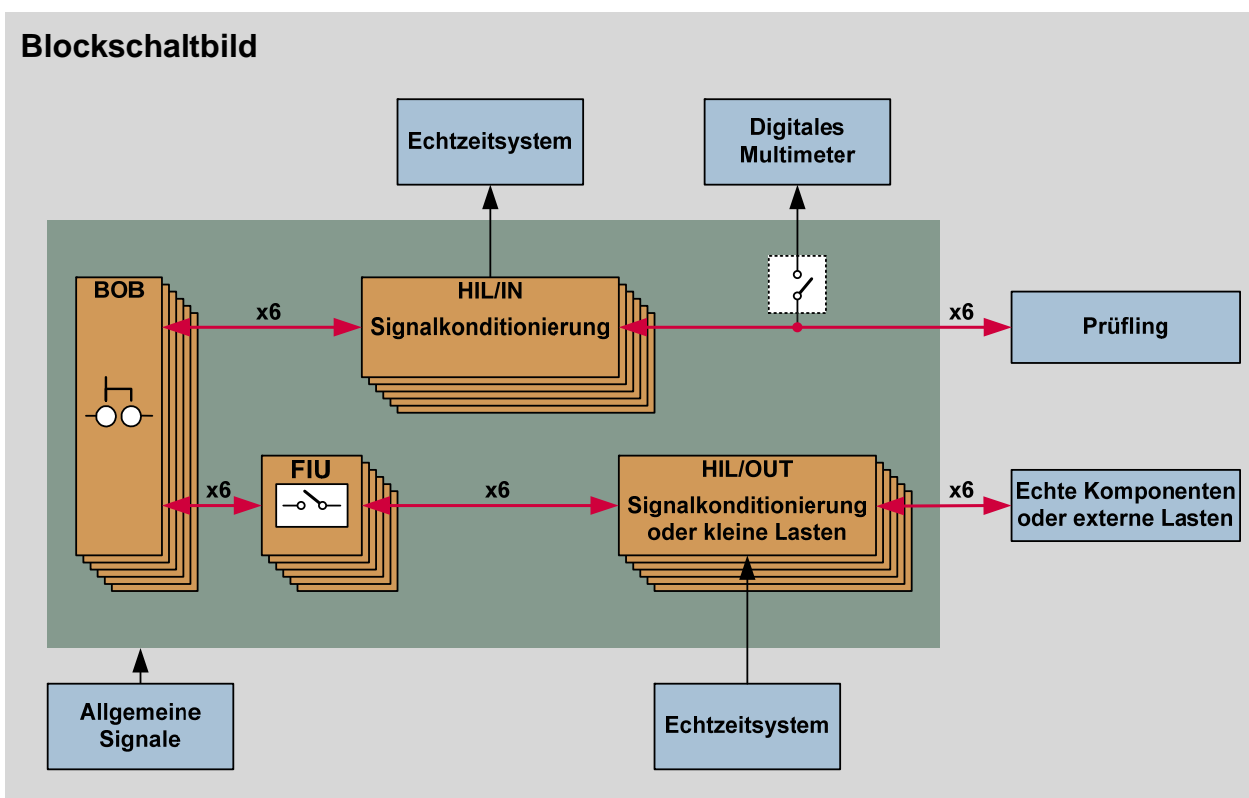 Blockschaltbild
Echtzeitsystem
Digitales
Multimeter
BOB
x6
HIL/IN
Signalkonditionierung
x6
Prüfling
x6
FIU
x6
HIL/OUT
Signalkonditionierung
oder kleine Lasten
x6
Echte Komponenten
oder externe Lasten
Allgemeine
Signale
Echtzeitsystem